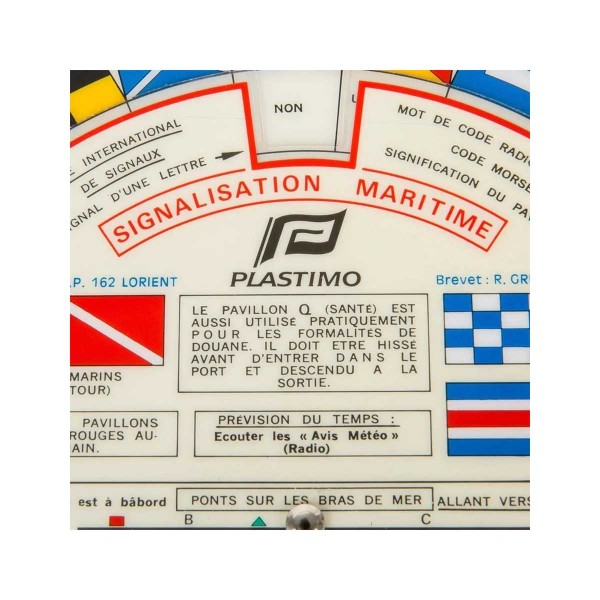 NON
E INTERNATIONAL
DE SIGNAUX
GNAL D'UNE LETTRE
MOT DE CODE RADIO
CODE MORSE
SIGNIFICATION DU PA
SIGNALISATION MARITIME
PLASTIMO
.P. 162 LORIENT
Brevet : R. GR
LE PAVILLON Q (SANTÉ) EST
AUSSI UTILISÉ PRATIQUEMENT
POUR LES FORMALITÉS DE
DOUANE. IL DOIT ETRE HISSÉ
AVANT D'ENTRER DANS LE
PORT ET DESCENDU A LA
SORTIE.
MARINS
TOUR)
PAVILLONS
ROUGES AU-
AIN.
PRÉVISION DU TEMPS :
Ecouter les « Avis Météo »
(Radio)
est à bâbord
PONTS SUR LES BRAS DE MER
ALLANT VERS
B
C